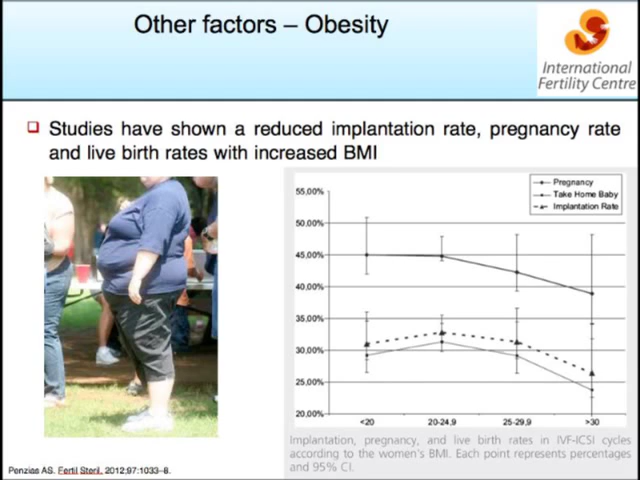 Other factors – Obesity
International
Fertility Centre
Studies have shown a reduced implantation rate, pregnancy rate
and live birth rates with increased BMI
55,00%
50,00%
45,00%
40,00%
35,00%
30,00%
25,00%
20,00%
Pregnancy
Take Home Baby
Implantation Rate
<20
20-24,9
25-29,9
>30
Implantation, pregnancy, and live birth rates in IVF-ICSI cycles
according to the women's BMI. Each point represents percentages
and 95% CI.
Penzias AS. Fertil Steril. 2012;97:1033–8.